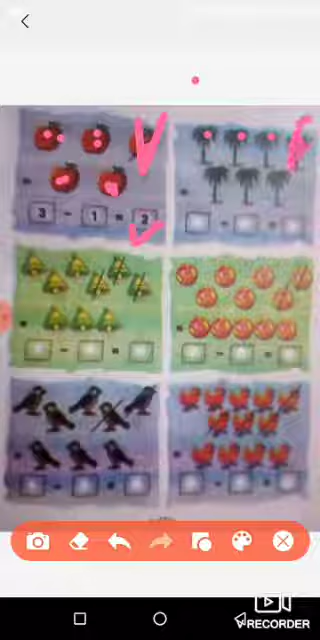 3 - 1 = 2
- =
- =
- =
- =
- =
RECORDER